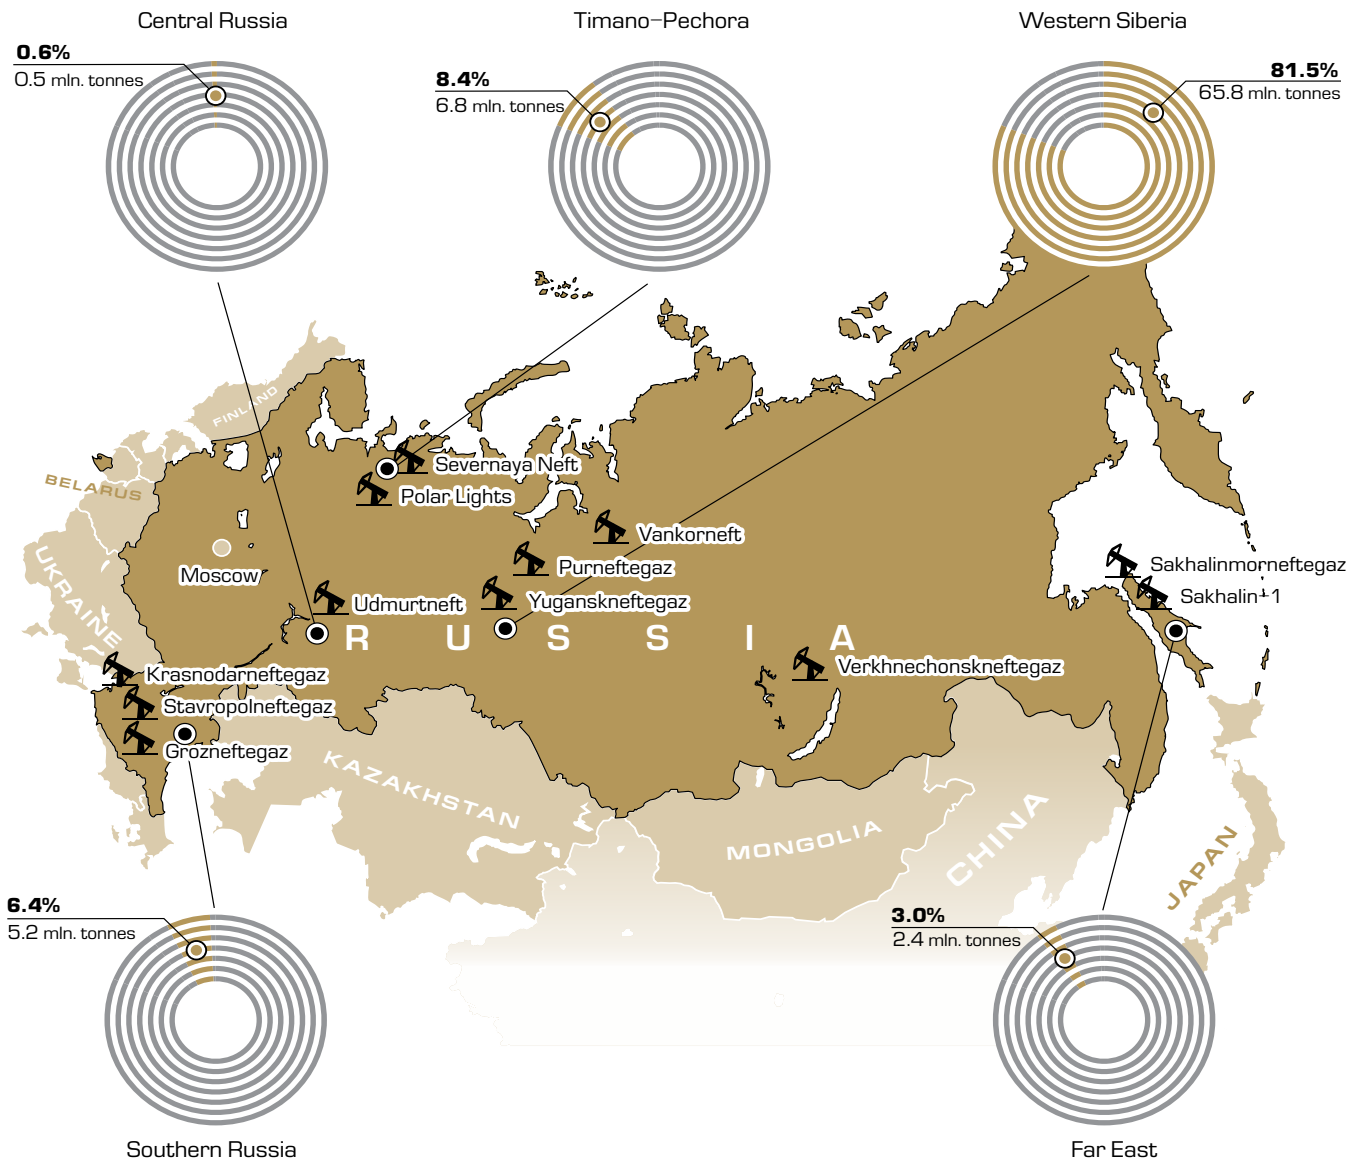 Central Russia
Timano-Pechora
Western Siberia
0.6%
0.5 mln. tonnes
8.4%
6.8 mln. tonnes
81.5%
65.8 mln. tonnes
FINLAND
BELARUS
UKRAINE
Severnaya Neft
Polar Lights
Vankorneft
Moscow
Purneftegaz
Sakhalinmorneftegaz
Udmurtneft
Yuganskneftegaz
Sakhalin-1
RUSSIA
Krasnodarneftegaz
Verkhnechonskneftegaz
Stavropolneftegaz
Grozneftegaz
KAZAKHSTAN
MONGOLIA
CHINA
JAPAN
6.4%
5.2 mln. tonnes
3.0%
2.4 mln. tonnes
Southern Russia
Far East